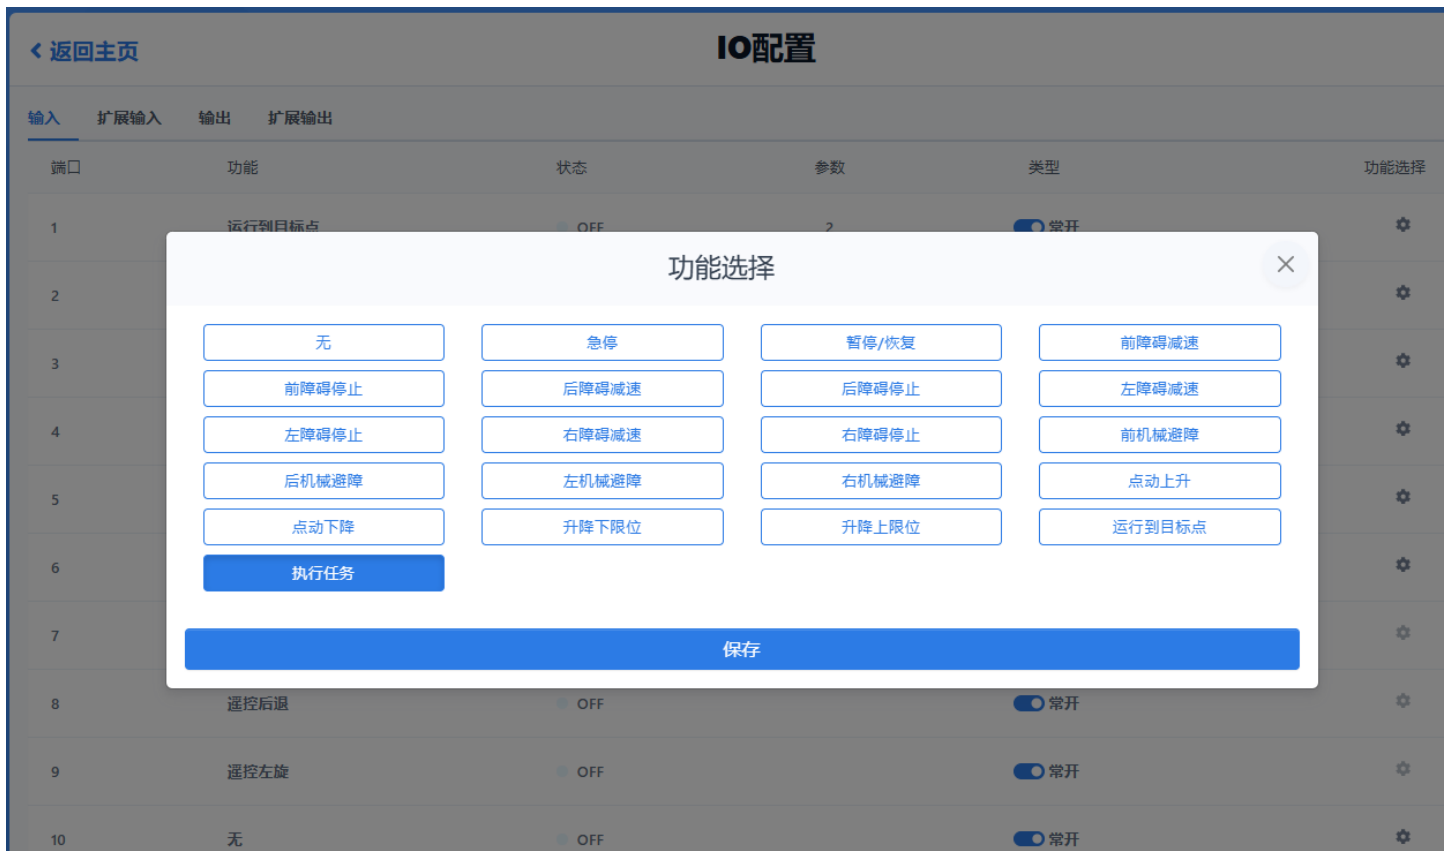 返回主页
IO配置
输入 扩展输入 输出 扩展输出
端口 功能 状态 参数 类型 功能选择
1 运行到目标点 OFF 2 常开
功能选择
2
无 急停 暂停/恢复 前障碍减速
3
前障碍停止 后障碍减速 后障碍停止 左障碍减速
4 左障碍停止 右障碍减速 右障碍停止 前机械避障
后机械避障 左机械避障 右机械避障 点动上升
5
点动下降 升降下限位 升降上限位 运行到目标点
6 执行任务
7
保存
8 遥控后退 OFF 常开
9 遥控左旋 OFF 常开
10 无 OFF 常开